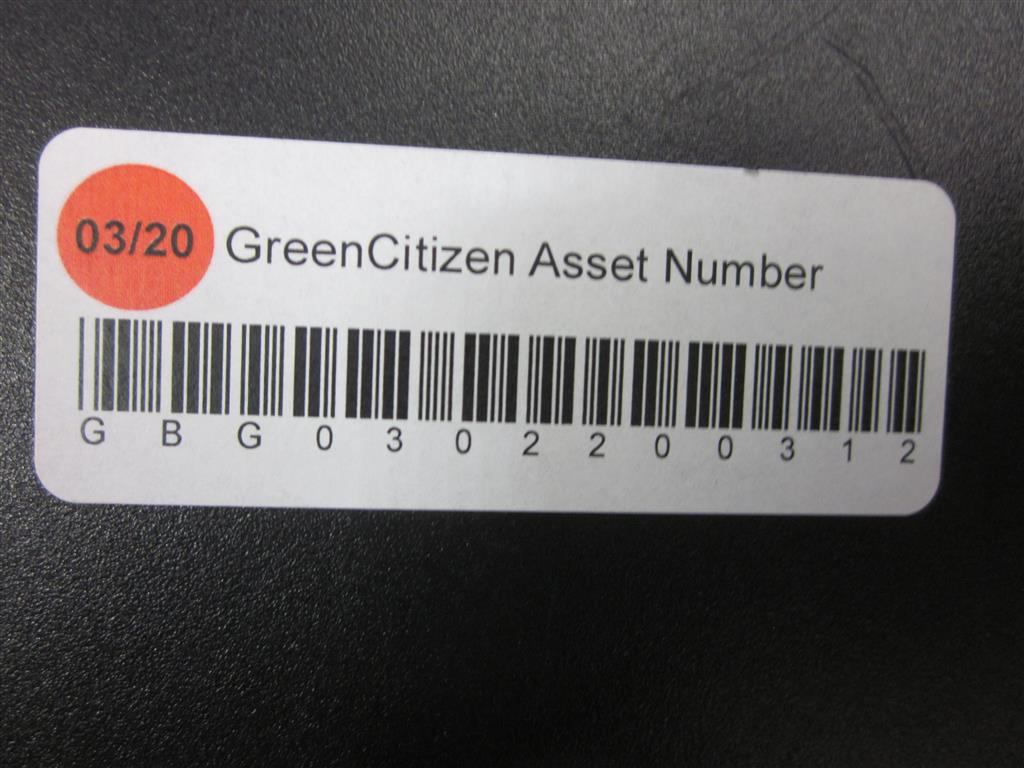 03/20 GreenCitizen Asset Number
G B G 0 3 0 2 2 0 0 3 1 2